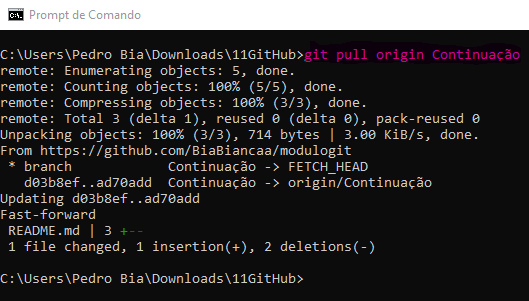 Prompt de Comando
C:\Users\Pedro Bia\Downloads\11GitHub>git pull origin Continuação
remote: Enumerating objects: 5, done.
remote: Counting objects: 100% (5/5), done.
remote: Compressing objects: 100% (3/3), done.
remote: Total 3 (delta 1), reused 0 (delta 0), pack-reused 0
Unpacking objects: 100% (3/3), 714 bytes | 3.00 KiB/s, done.
From https://github.com/BiaBiancaa/modulogit
 * branch            Continuação -> FETCH_HEAD
   d03b8ef..ad70add  Continuação -> origin/Continuação
Updating d03b8ef..ad70add
Fast-forward
 README.md | 3 +--
 1 file changed, 1 insertion(+), 2 deletions(-)
C:\Users\Pedro Bia\Downloads\11GitHub>